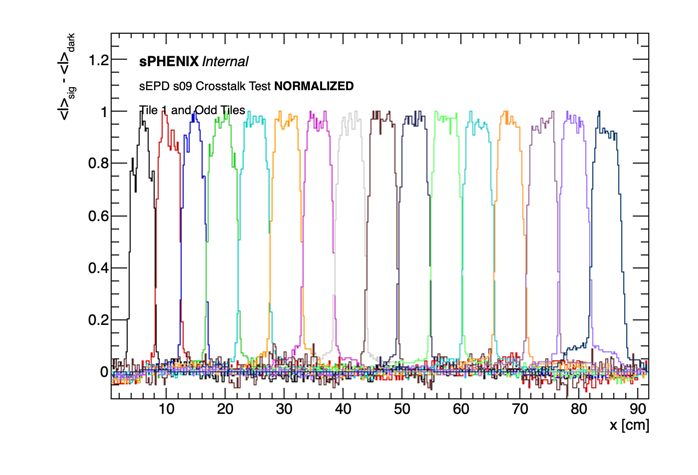 <|>sig - <|>dark
1.2
sPHENIX Internal
sEPD s09 Crosstalk Test NORMALIZED
Tile 1 and Odd Tiles
1
0.8
0.6
0.4
0.2
0
10 20 30 40 50 60 70 80 90
x [cm]